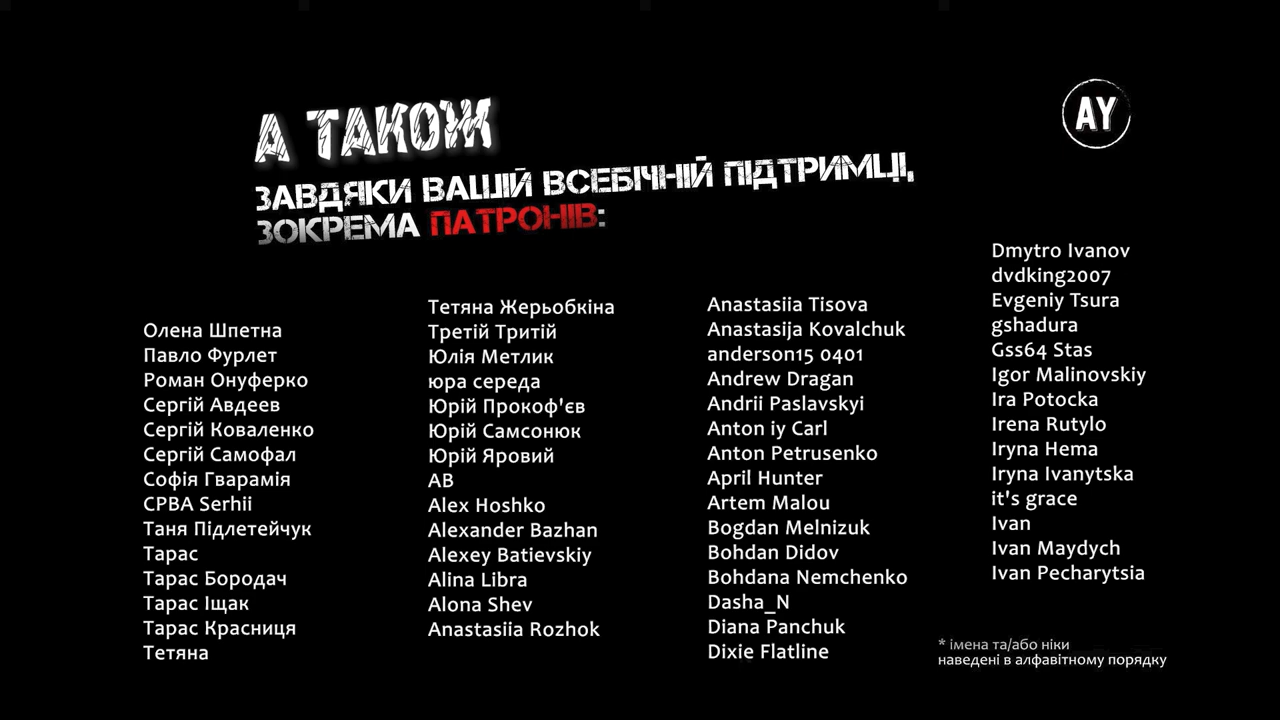 А ТАКОЖ
AY
ЗАВДЯКИ ВАШІЙ ВСЕБІЧНІЙ ПІДТРИМЦІ,
ЗОКРЕМА ПАТРОНІВ:
Олена Шпетна
Павло Фурлет
Роман Онуферко
Сергій Авдеев
Сергій Коваленко
Сергій Самофал
Софія Гварамія
СРВА Serhii
Таня Підлетейчук
Тарас
Тарас Бородач
Тарас Іщак
Тарас Красниця
Тетяна
Тетяна Жерьобкіна
Третій Тритій
Юлія Метлик
юра середа
Юрій Прокоф'єв
Юрій Самсонюк
Юрій Яровий
AB
Alex Hoshko
Alexander Bazhan
Alexey Batievskiy
Alina Libra
Alona Shev
Anastasiia Rozhok
Anastasiia Tisova
Anastasija Kovalchuk
anderson15 0401
Andrew Dragan
Andrii Paslavskyi
Anton iy Carl
Anton Petrusenko
April Hunter
Artem Malou
Bogdan Melnizuk
Bohdan Didov
Bohdana Nemchenko
Dasha_N
Diana Panchuk
Dixie Flatline
Dmytro Ivanov
dvdking2007
Evgeniy Tsura
gshadura
Gss64 Stas
Igor Malinovskiy
Ira Potocka
Irena Rutylo
Iryna Hema
Iryna Ivanytska
it's grace
Ivan
Ivan Maydych
Ivan Pecharytsia
* імена та/або ніки
наведені в алфавітному порядку